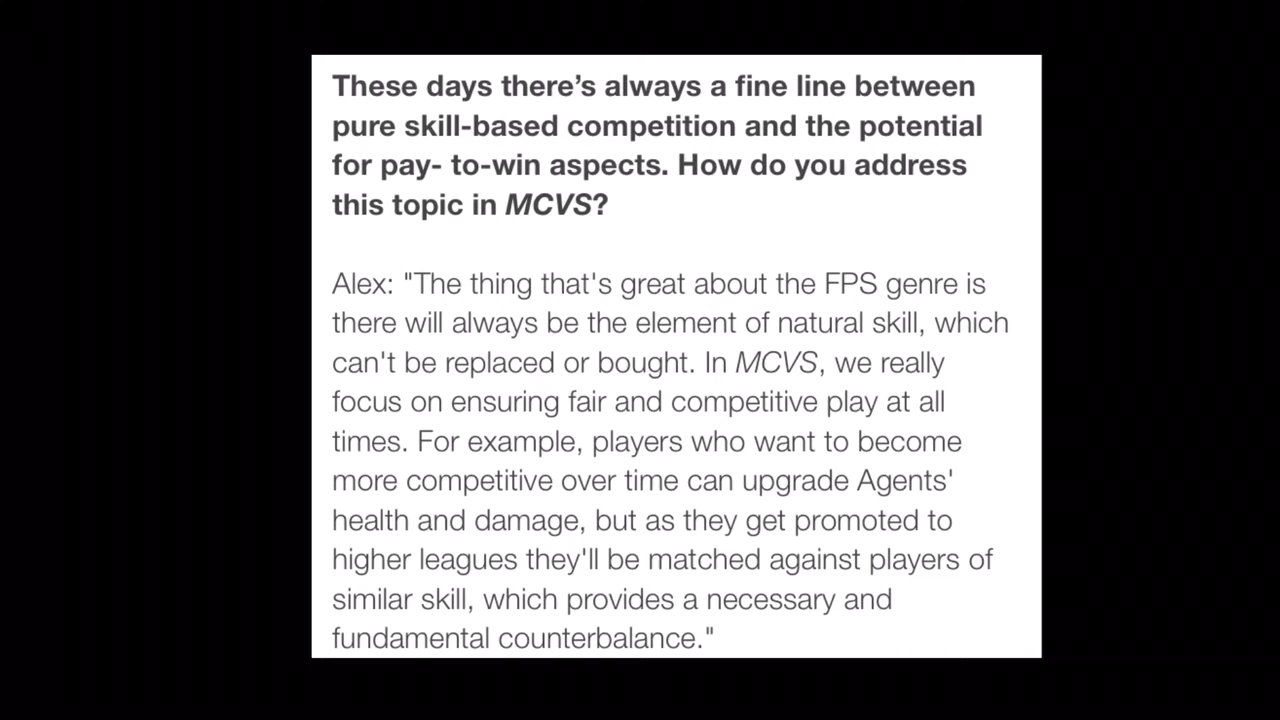 These days there’s always a fine line between
pure skill-based competition and the potential
for pay- to-win aspects. How do you address
this topic in MCVS?
Alex: "The thing that's great about the FPS genre is
there will always be the element of natural skill, which
can't be replaced or bought. In MCVS, we really
focus on ensuring fair and competitive play at all
times. For example, players who want to become
more competitive over time can upgrade Agents'
health and damage, but as they get promoted to
higher leagues they'll be matched against players of
similar skill, which provides a necessary and
fundamental counterbalance."